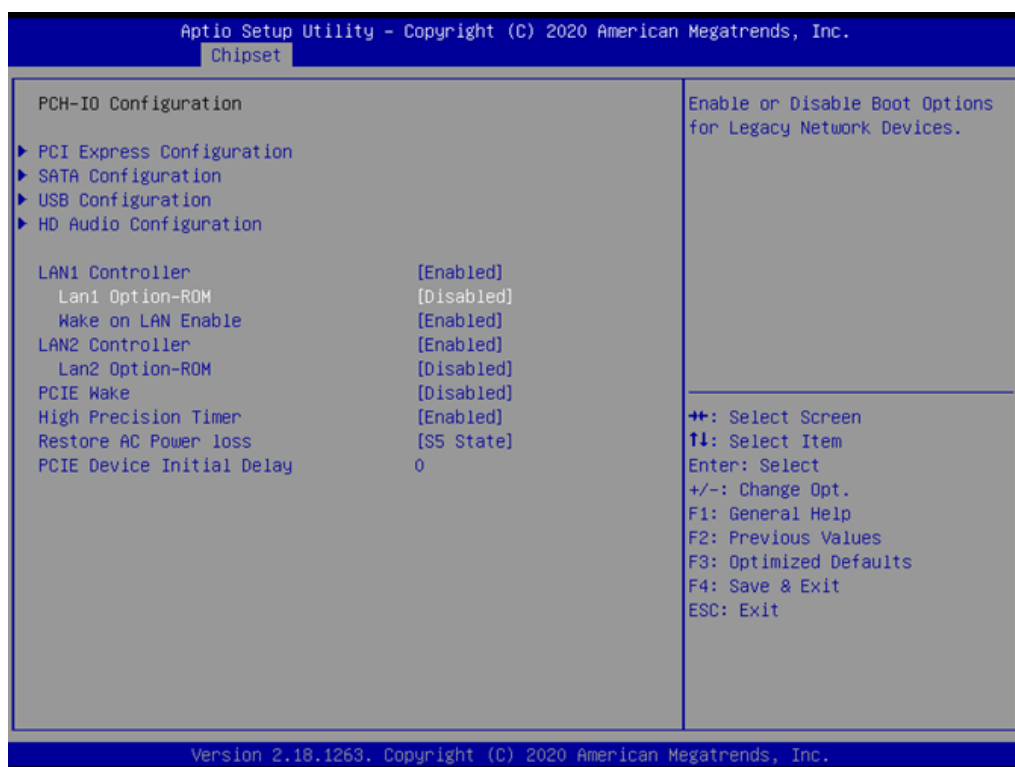 Aptio Setup Utility – Copyright (C) 2020 American Megatrends, Inc.
Chipset
PCH-IO Configuration
▶ PCI Express Configuration
▶ SATA Configuration
▶ USB Configuration
▶ HD Audio Configuration
LAN1 Controller [Enabled]
Lan1 Option-ROM [Disabled]
Wake on LAN Enable [Enabled]
LAN2 Controller [Enabled]
Lan2 Option-ROM [Disabled]
PCIE Wake [Disabled]
High Precision Timer [Enabled]
Restore AC Power loss [S5 State]
PCIE Device Initial Delay 0
Enable or Disable Boot Options
for Legacy Network Devices.
→←: Select Screen
↑↓: Select Item
Enter: Select
+/-: Change Opt.
F1: General Help
F2: Previous Values
F3: Optimized Defaults
F4: Save & Exit
ESC: Exit
Version 2.18.1263. Copyright (C) 2020 American Megatrends, Inc.